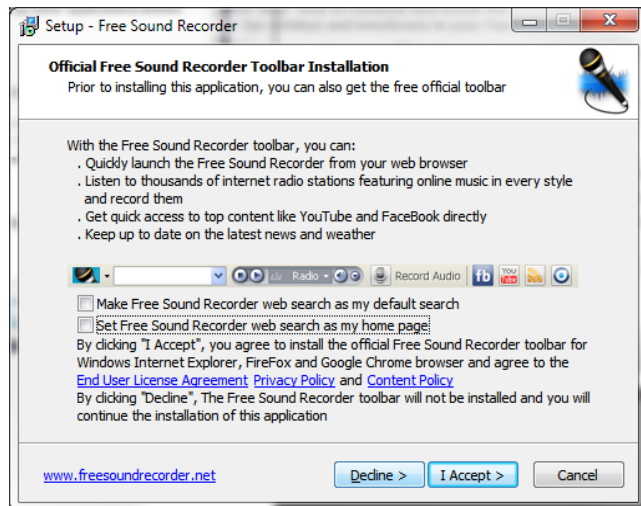 Setup - Free Sound Recorder
Official Free Sound Recorder Toolbar Installation
Prior to installing this application, you can also get the free official toolbar
With the Free Sound Recorder toolbar, you can:
. Quickly launch the Free Sound Recorder from your web browser
. Listen to thousands of internet radio stations featuring online music in every style
and record them
. Get quick access to top content like YouTube and FaceBook directly
. Keep up to date on the latest news and weather
Radio Record Audio fb You Tube
Make Free Sound Recorder web search as my default search
Set Free Sound Recorder web search as my home page
By clicking "I Accept", you agree to install the official Free Sound Recorder toolbar for
Windows Internet Explorer, FireFox and Google Chrome browser and agree to the
End User License Agreement Privacy Policy and Content Policy
By clicking "Decline", The Free Sound Recorder toolbar will not be installed and you will
continue the installation of this application
www.freesoundrecorder.net Decline > I Accept > Cancel